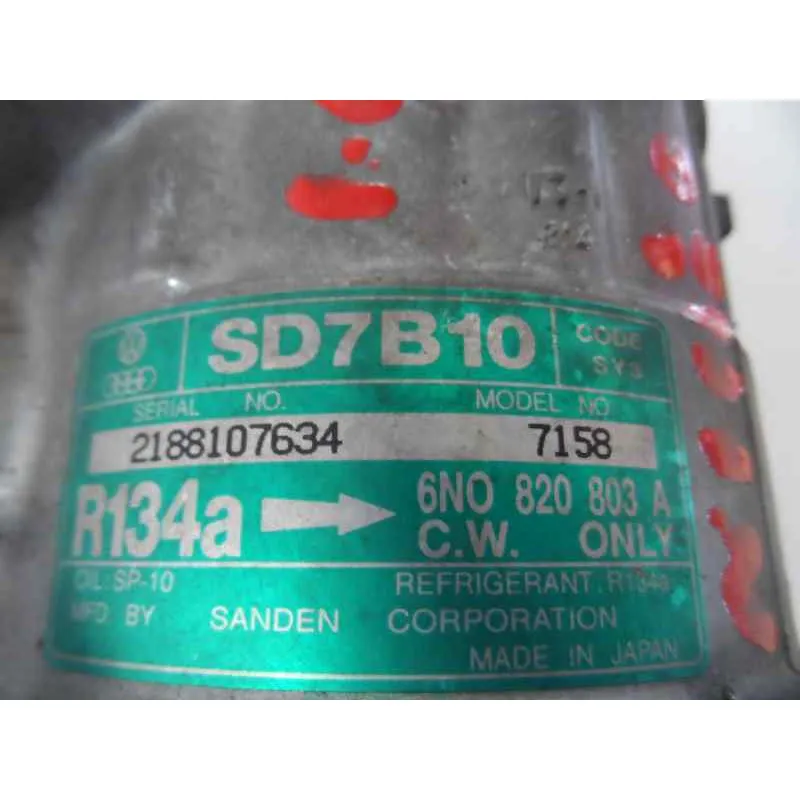 SD7B10
CODE
SYS
SERIAL NO. MODEL NO
2188107634 7158
R134a 6N0 820 803 A
C.W. ONLY
OIL: SP-10 REFRIGERANT: R134a
MFD BY SANDEN CORPORATION
MADE IN JAPAN